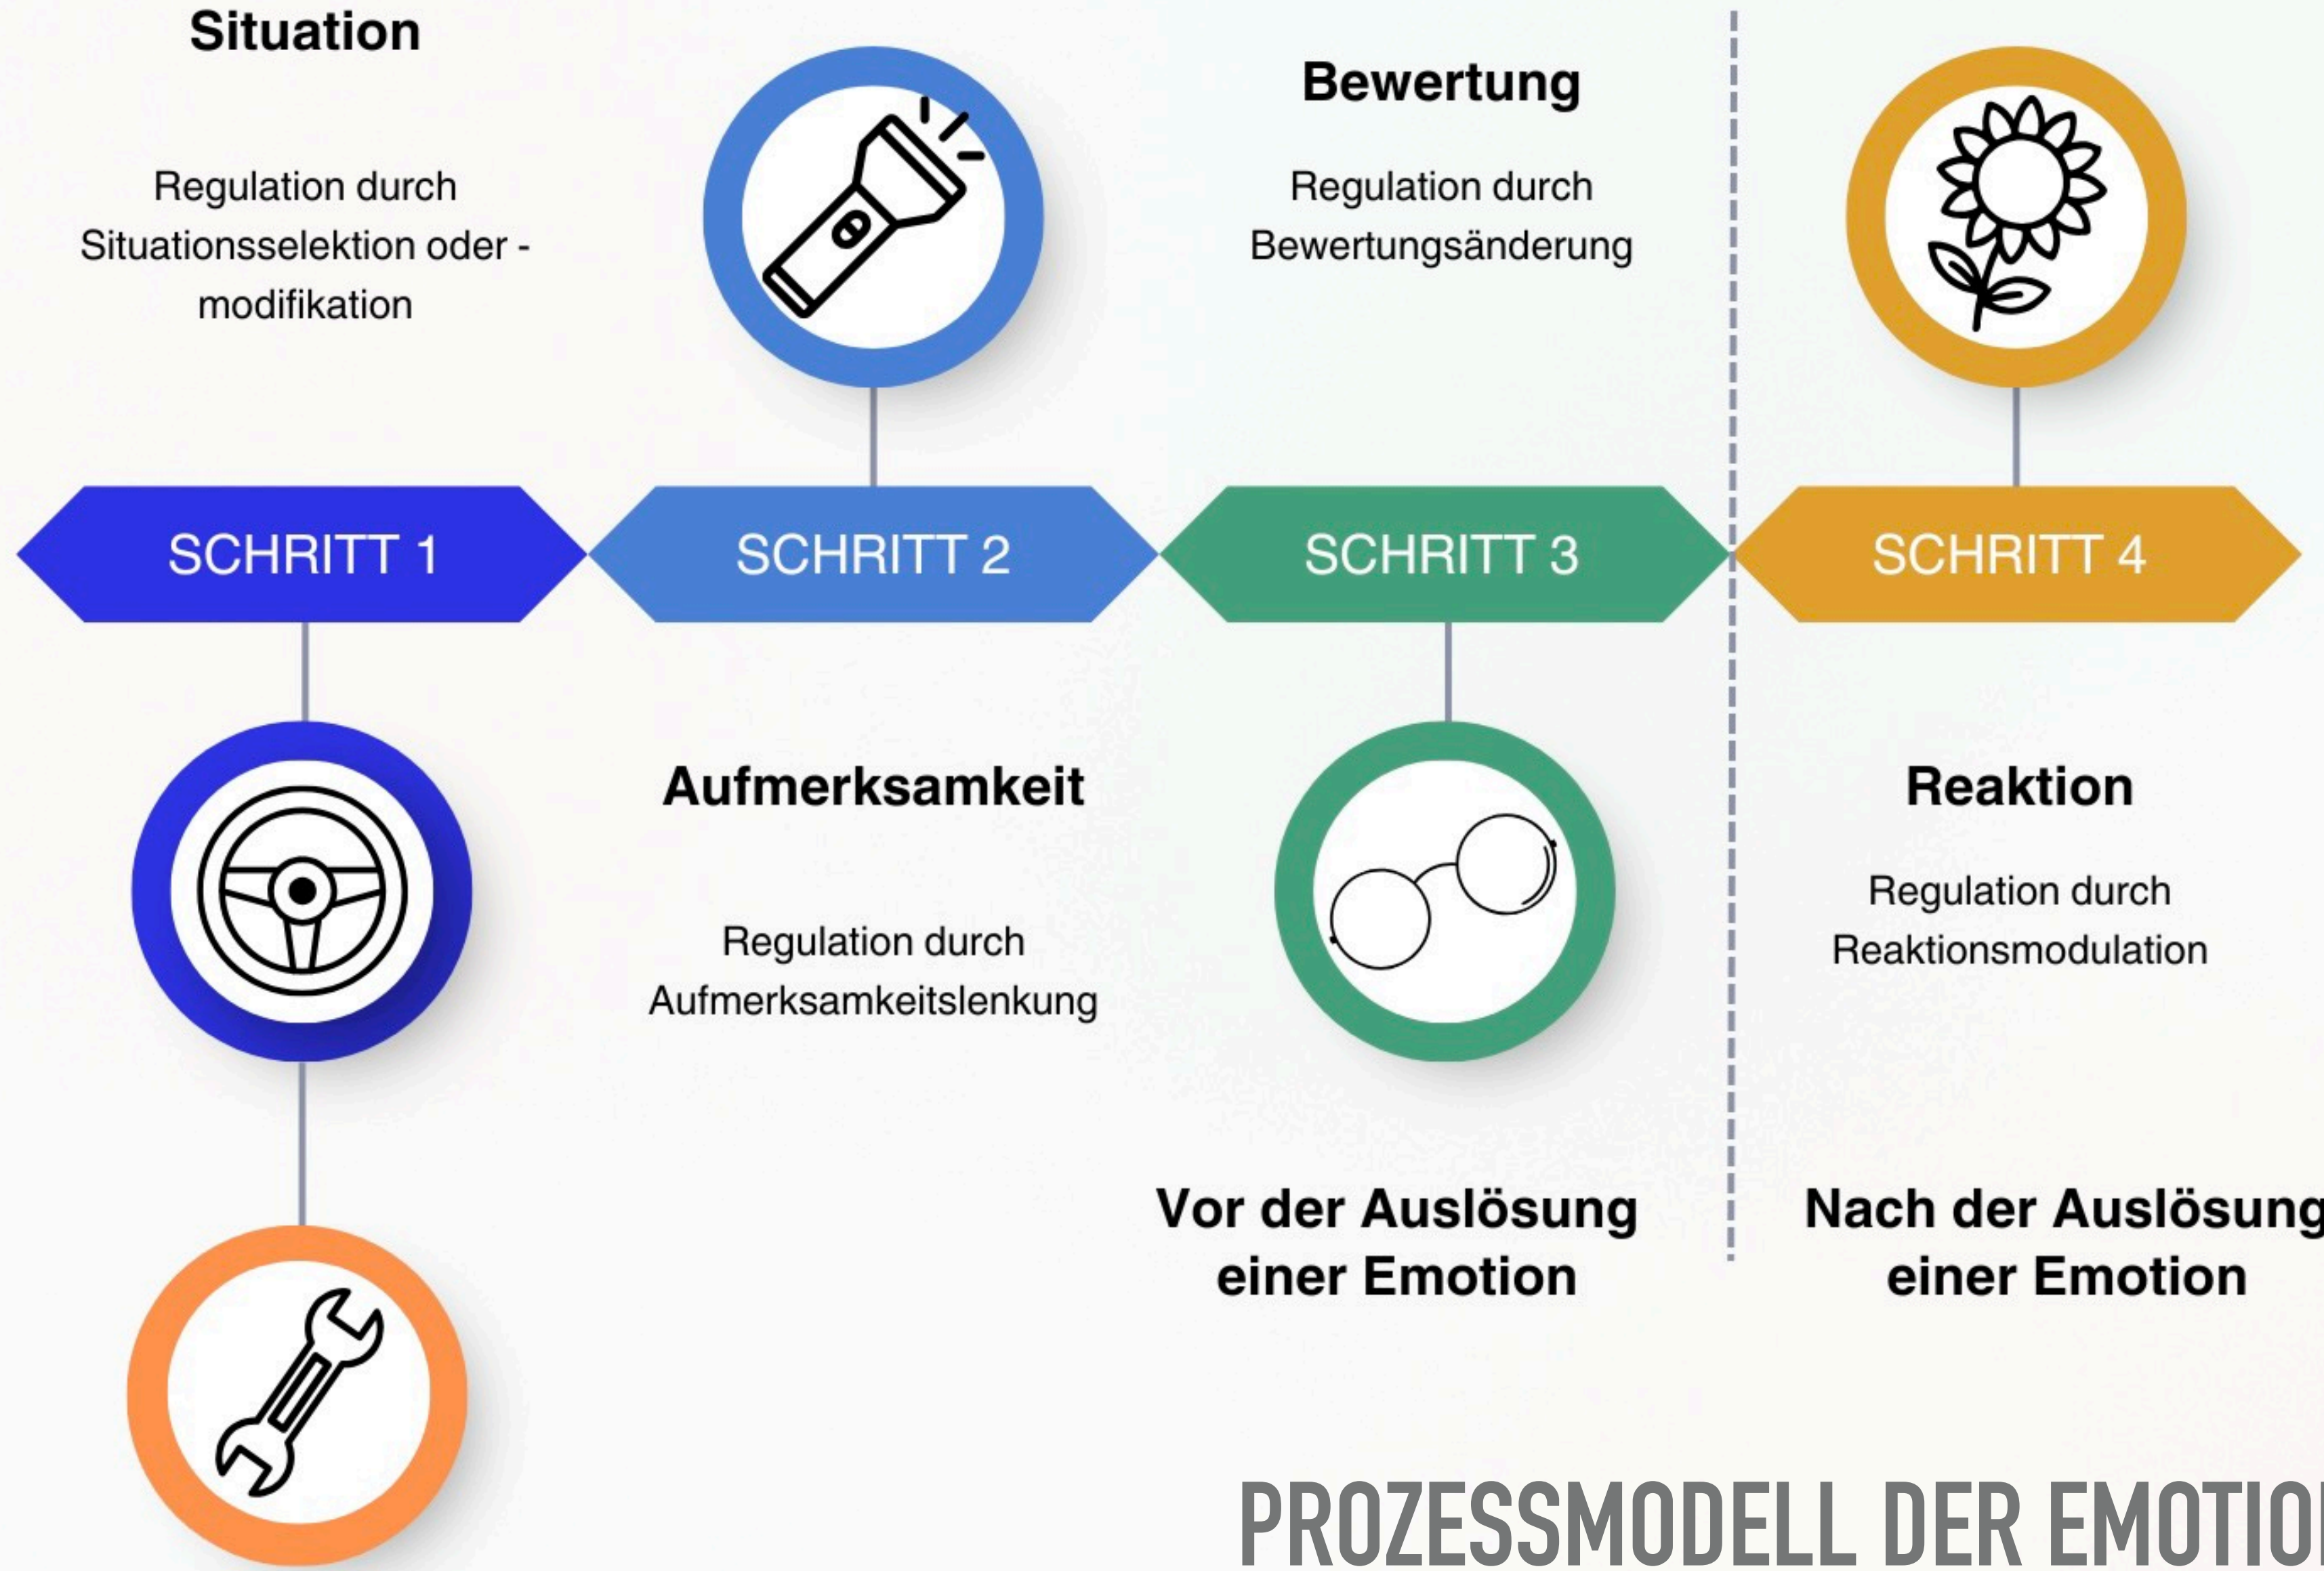 Situation
Regulation durch
Situationsselektion oder -
modifikation
Bewertung
Regulation durch
Bewertungsänderung
SCHRITT 1
SCHRITT 2
SCHRITT 3
SCHRITT 4
Aufmerksamkeit
Regulation durch
Aufmerksamkeitslenkung
Reaktion
Regulation durch
Reaktionsmodulation
Vor der Auslösung
einer Emotion
Nach der Auslösung
einer Emotion
PROZESSMODELL DER EMOTION